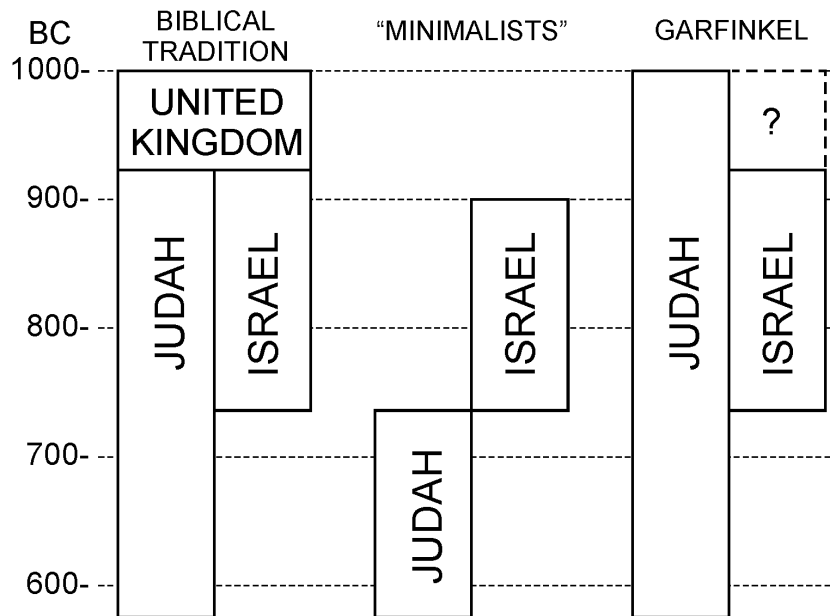 BC
BIBLICAL
TRADITION
“MINIMALISTS”
GARFINKEL
1000-
UNITED
KINGDOM
?
900-
JUDAH
ISRAEL
ISRAEL
JUDAH
ISRAEL
800-
700-
JUDAH
600-